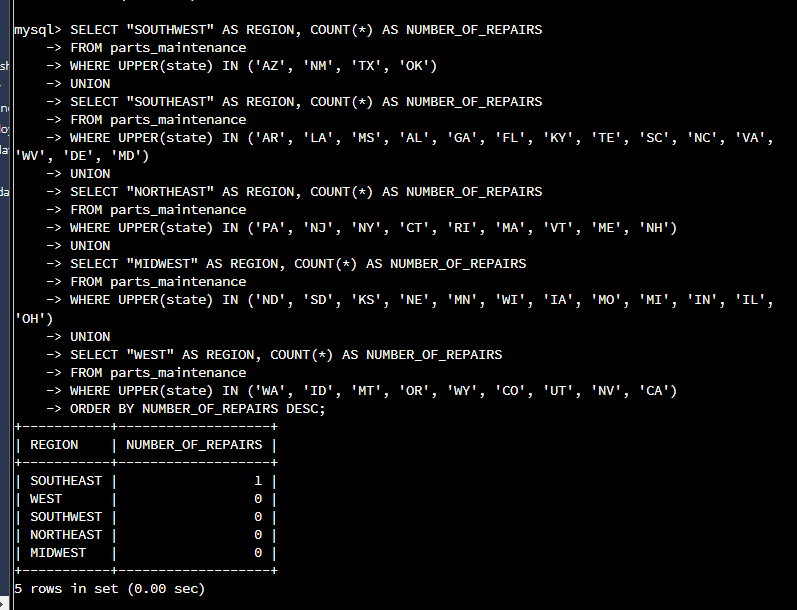 mysql> SELECT "SOUTHWEST" AS REGION, COUNT(*) AS NUMBER_OF_REPAIRS
    -> FROM parts_maintenance
    -> WHERE UPPER(state) IN ('AZ', 'NM', 'TX', 'OK')
    -> UNION
    -> SELECT "SOUTHEAST" AS REGION, COUNT(*) AS NUMBER_OF_REPAIRS
    -> FROM parts_maintenance
    -> WHERE UPPER(state) IN ('AR', 'LA', 'MS', 'AL', 'GA', 'FL', 'KY', 'TE', 'SC', 'NC', 'VA',
'WV', 'DE', 'MD')
    -> UNION
    -> SELECT "NORTHEAST" AS REGION, COUNT(*) AS NUMBER_OF_REPAIRS
    -> FROM parts_maintenance
    -> WHERE UPPER(state) IN ('PA', 'NJ', 'NY', 'CT', 'RI', 'MA', 'VT', 'ME', 'NH')
    -> UNION
    -> SELECT "MIDWEST" AS REGION, COUNT(*) AS NUMBER_OF_REPAIRS
    -> FROM parts_maintenance
    -> WHERE UPPER(state) IN ('ND', 'SD', 'KS', 'NE', 'MN', 'WI', 'IA', 'MO', 'MI', 'IN', 'IL',
'OH')
    -> UNION
    -> SELECT "WEST" AS REGION, COUNT(*) AS NUMBER_OF_REPAIRS
    -> FROM parts_maintenance
    -> WHERE UPPER(state) IN ('WA', 'ID', 'MT', 'OR', 'WY', 'CO', 'UT', 'NV', 'CA')
    -> ORDER BY NUMBER_OF_REPAIRS DESC;
+-----------+-------------------+
| REGION    | NUMBER_OF_REPAIRS |
+-----------+-------------------+
| SOUTHEAST |                 1 |
| WEST      |                 0 |
| SOUTHWEST |                 0 |
| NORTHEAST |                 0 |
| MIDWEST   |                 0 |
+-----------+-------------------+
5 rows in set (0.00 sec)